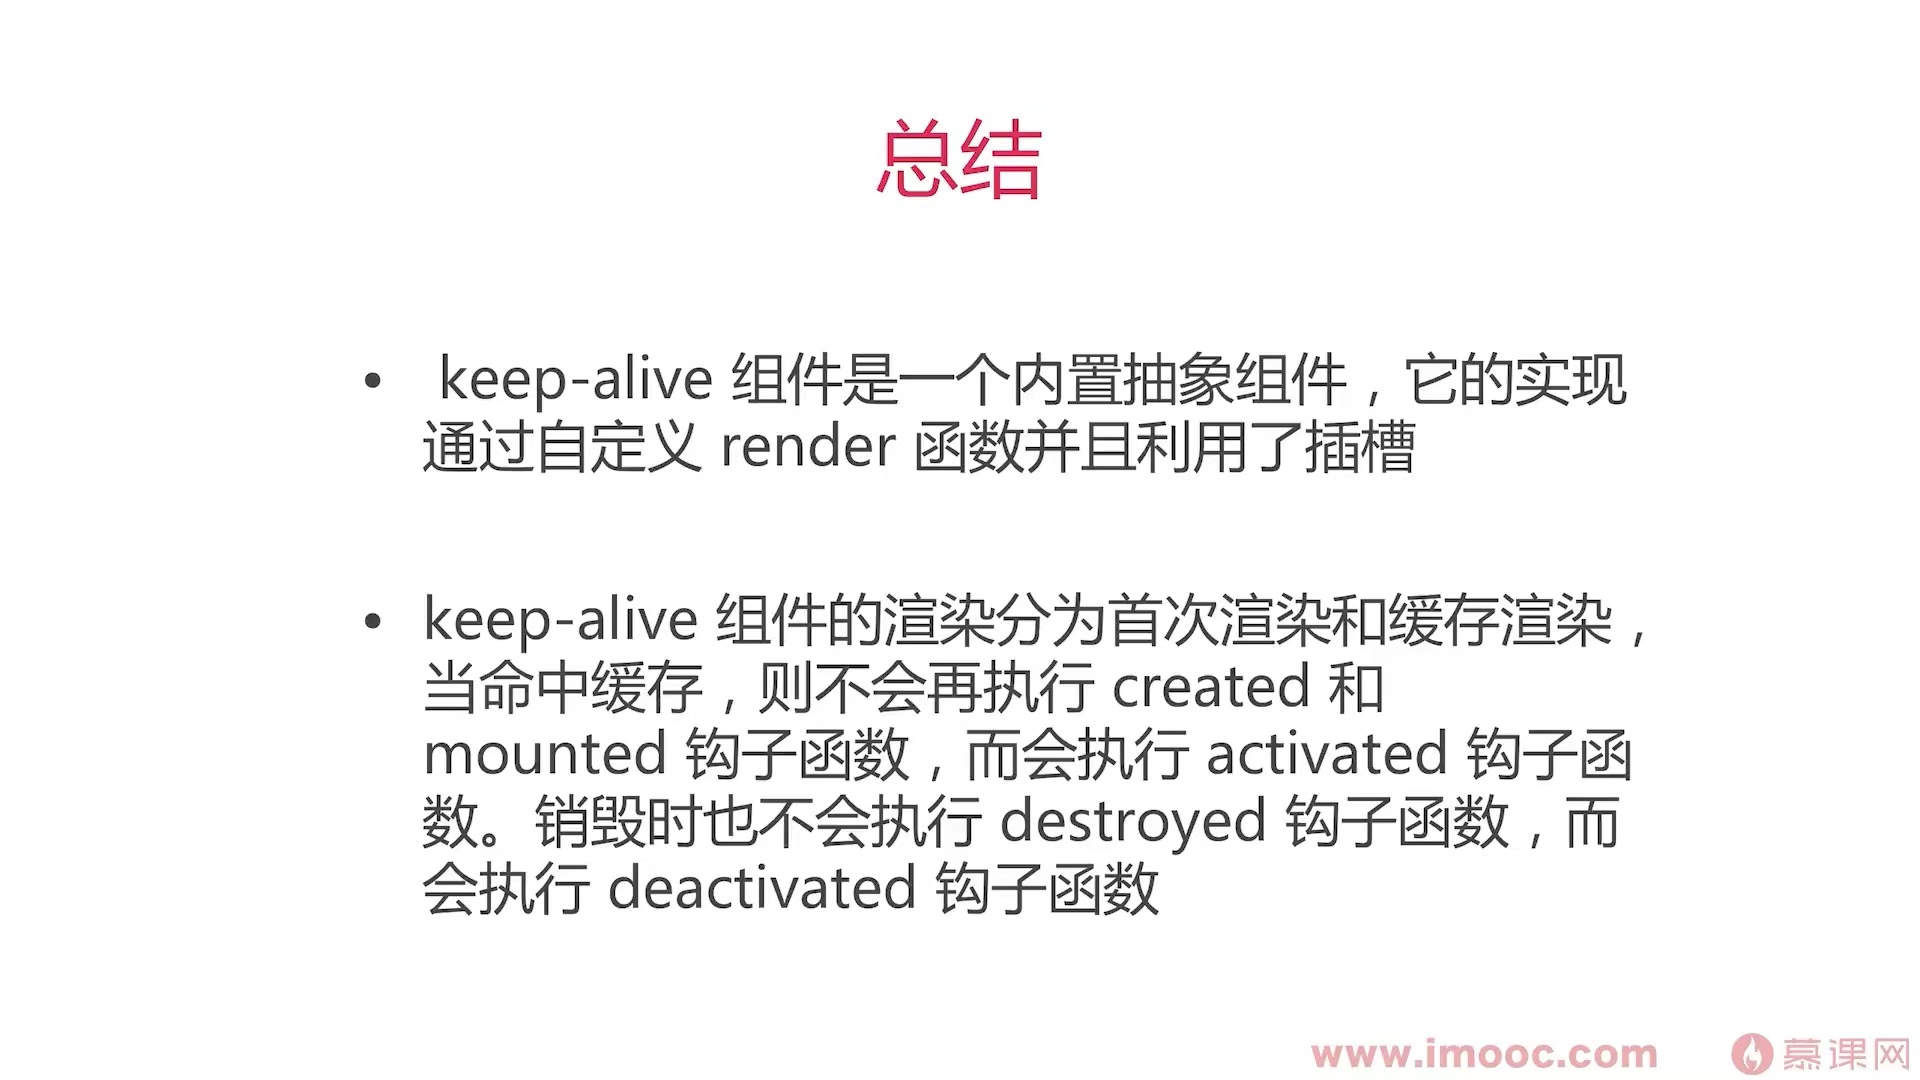 总结
• keep-alive 组件是一个内置抽象组件，它的实现
通过自定义 render 函数并且利用了插槽
• keep-alive 组件的渲染分为首次渲染和缓存渲染，
当命中缓存，则不会再执行 created 和
mounted 钩子函数，而会执行 activated 钩子函
数。销毁时也不会执行 destroyed 钩子函数，而
会执行 deactivated 钩子函数
www.imooc.com 慕课网